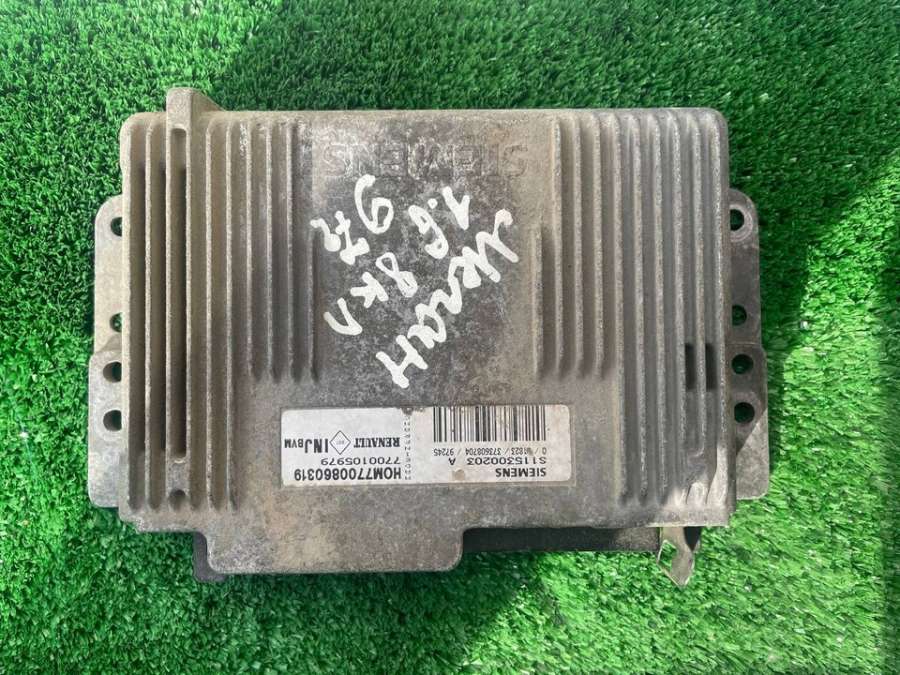 SIEMENS
Меган
1.6 8кл
97г
SIEMENS
S115300203 A
HOM7700860319
7700105979
RENAULT
INJ BVM